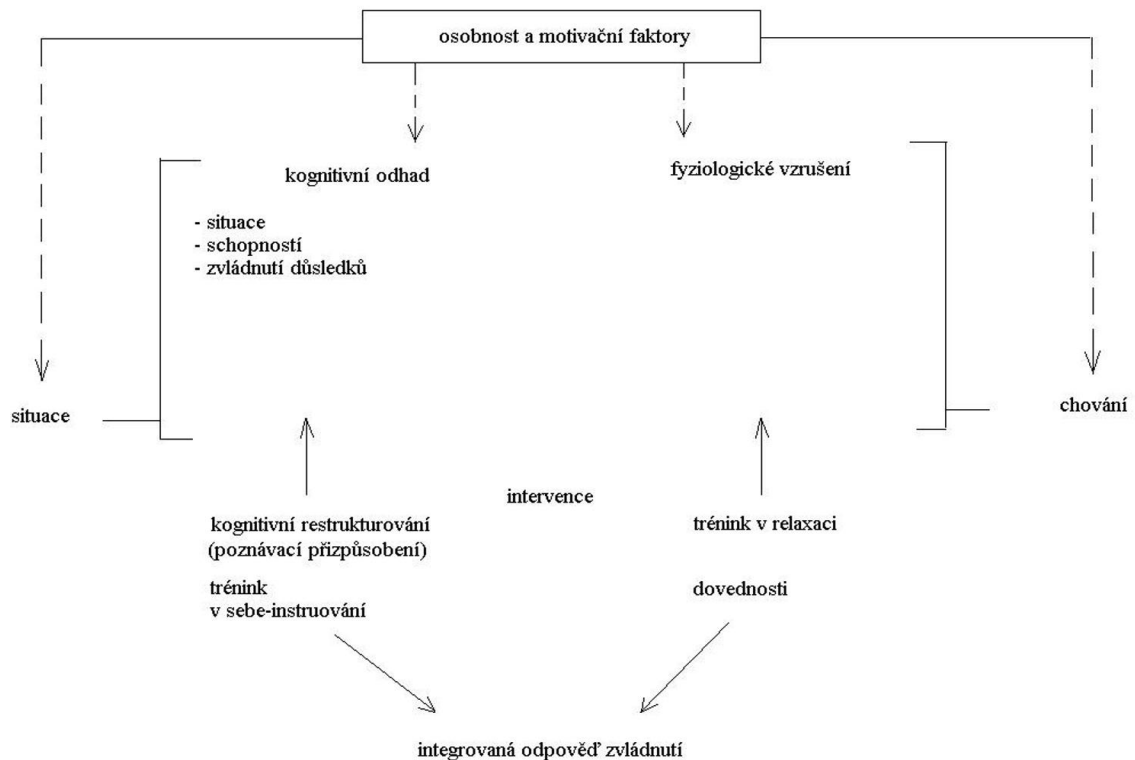 osobnost a motivační faktory
kognitivní odhad
fyziologické vzrušení
- situace
- schopností
- zvládnutí důsledků
situace
chování
intervence
kognitivní restrukturování
(poznávací přizpůsobení)
trénink v relaxaci
trénink
v sebe-instruování
dovednosti
integrovaná odpověď zvládnutí